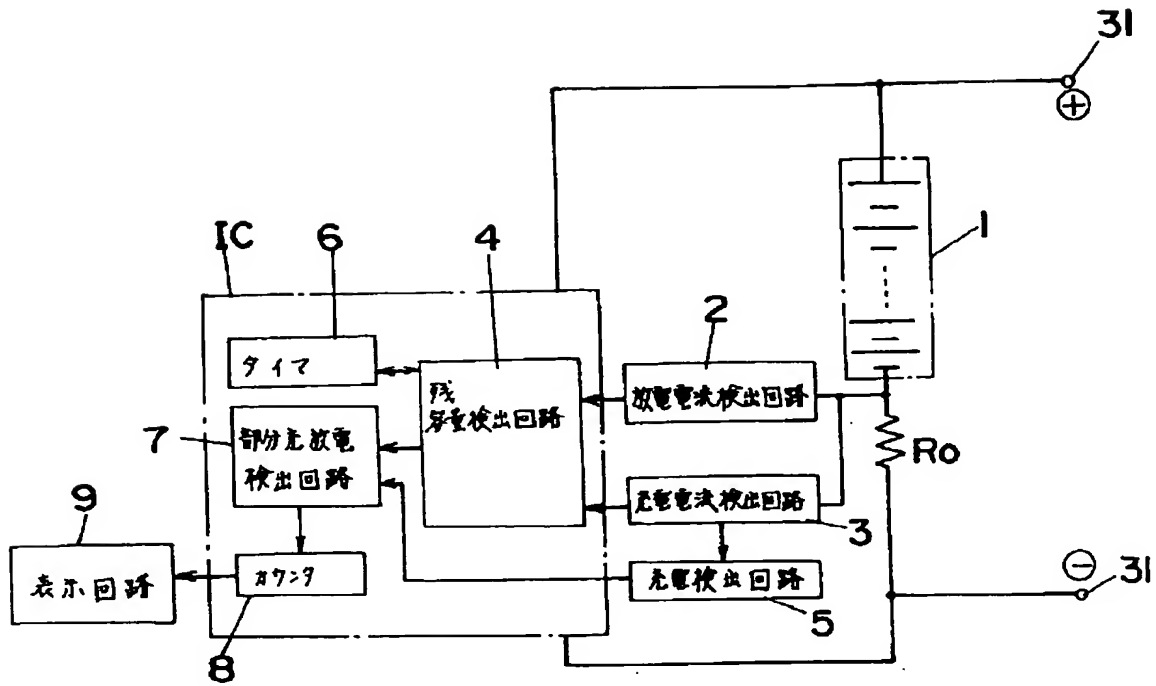 31
⊕
1
IC
6
4
2
タイマ
残
容量検出回路
放電電流検出回路
7
部分充放電
検出回路
Ro
充電電流検出回路
3
9
表示回路
カウンタ
充電検出回路
5
⊖
31
8